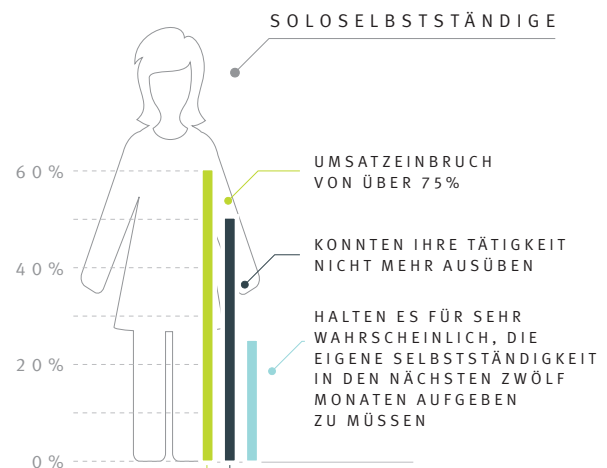 SOLOSELBSTSTÄNDIGE
60%
UMSATZEINBRUCH
VON ÜBER 75%
40%
KONNTEN IHRE TÄTIGKEIT
NICHT MEHR AUSÜBEN
20%
HALTEN ES FÜR SEHR
WAHRSCHEINLICH, DIE
EIGENE SELBSTSTÄNDIGKEIT
IN DEN NÄCHSTEN ZWÖLF
MONATEN AUFGEBEN
ZU MÜSSEN
0%